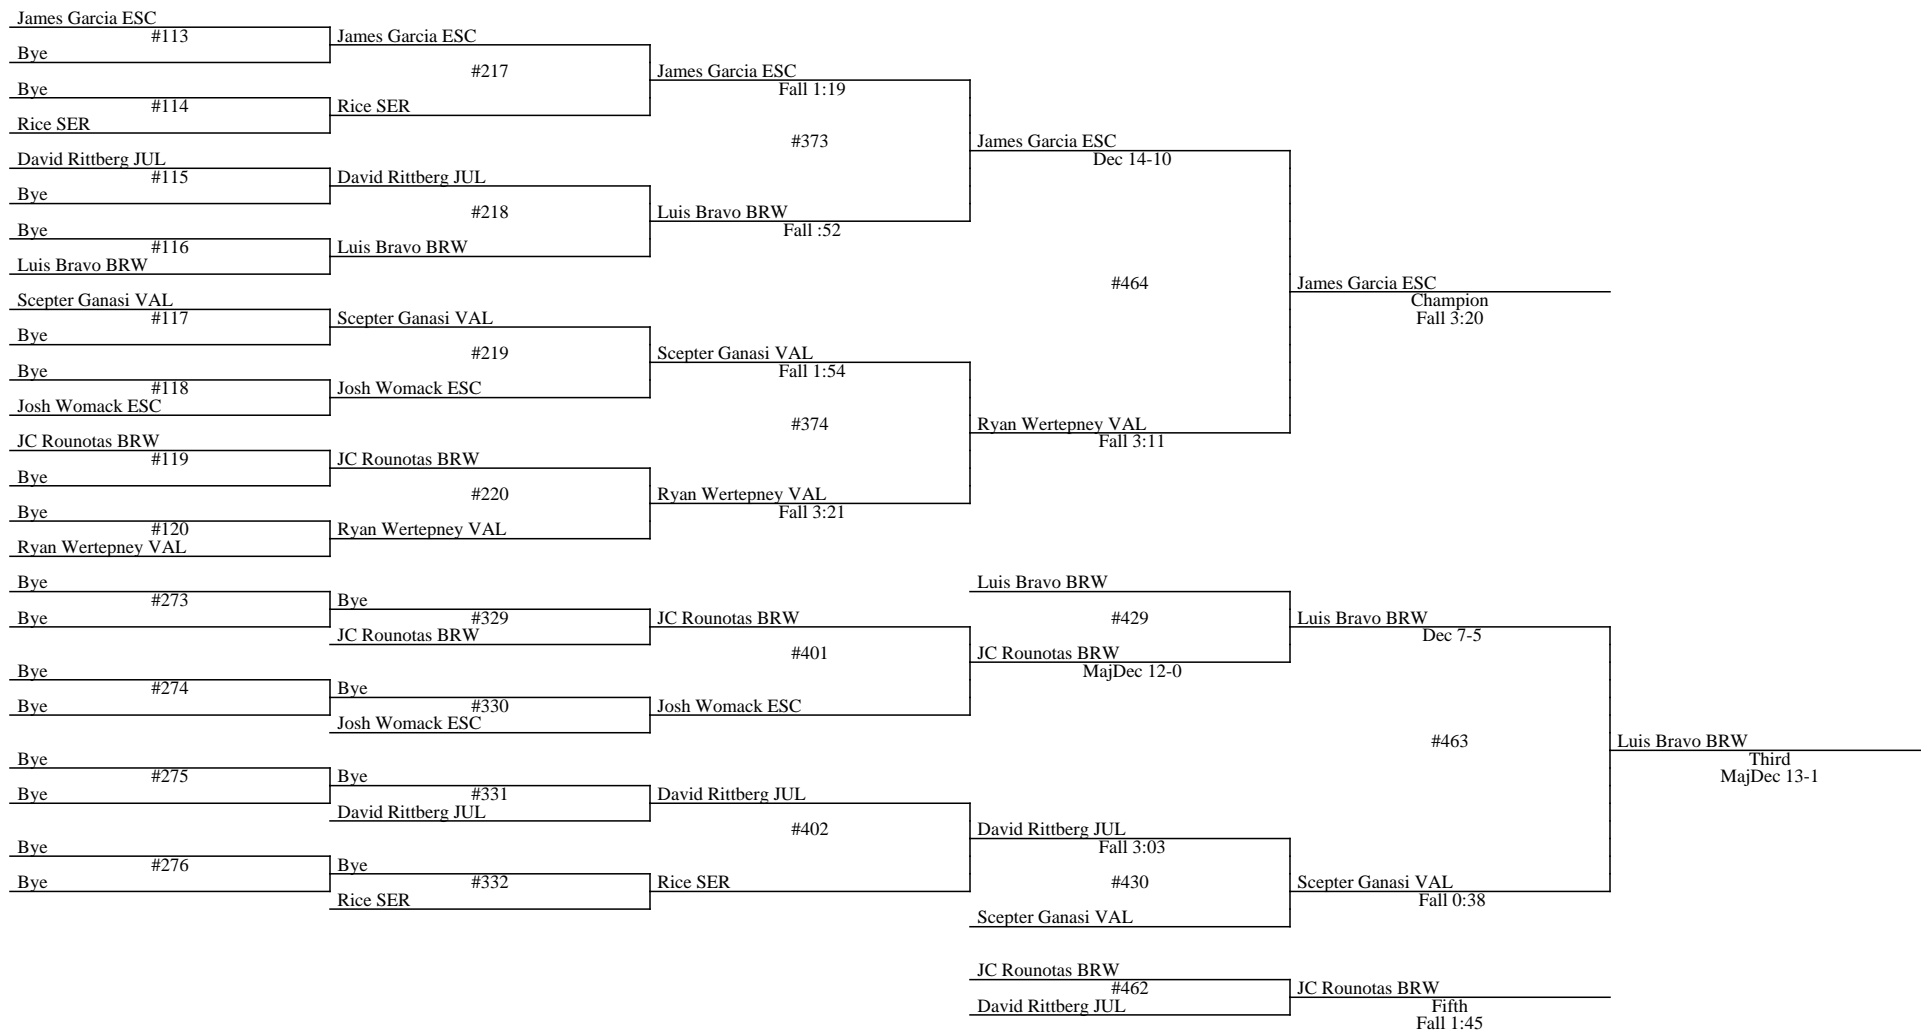 James Garcia ESC
#113
Bye
Bye
#114
Rice SER
David Rittberg JUL
#115
Bye
Bye
#116
Luis Bravo BRW
Scepter Ganasi VAL
#117
Bye
Bye
#118
Josh Womack ESC
JC Rounotas BRW
#119
Bye
Bye
#120
Ryan Wertepney VAL
James Garcia ESC
#217
Rice SER
David Rittberg JUL
#218
Luis Bravo BRW
Scepter Ganasi VAL
#219
Josh Womack ESC
JC Rounotas BRW
#220
Ryan Wertepney VAL
James Garcia ESC
Fall 1:19
#373
Luis Bravo BRW
Fall :52
Scepter Ganasi VAL
Fall 1:54
#374
Ryan Wertepney VAL
Fall 3:21
James Garcia ESC
Dec 14-10
#464
Ryan Wertepney VAL
Fall 3:11
James Garcia ESC
Champion
Fall 3:20
Bye
#273
Bye
Bye
#274
Bye
Bye
#275
Bye
Bye
#276
Bye
Bye
#329
JC Rounotas BRW
Bye
#330
Josh Womack ESC
Bye
#331
David Rittberg JUL
Bye
#332
Rice SER
JC Rounotas BRW
#401
Josh Womack ESC
David Rittberg JUL
#402
Rice SER
Luis Bravo BRW
#429
JC Rounotas BRW
MajDec 12-0
David Rittberg JUL
Fall 3:03
#430
Scepter Ganasi VAL
Luis Bravo BRW
Dec 7-5
#463
Scepter Ganasi VAL
Fall 0:38
Luis Bravo BRW
Third
MajDec 13-1
JC Rounotas BRW
#462
David Rittberg JUL
JC Rounotas BRW
Fifth
Fall 1:45